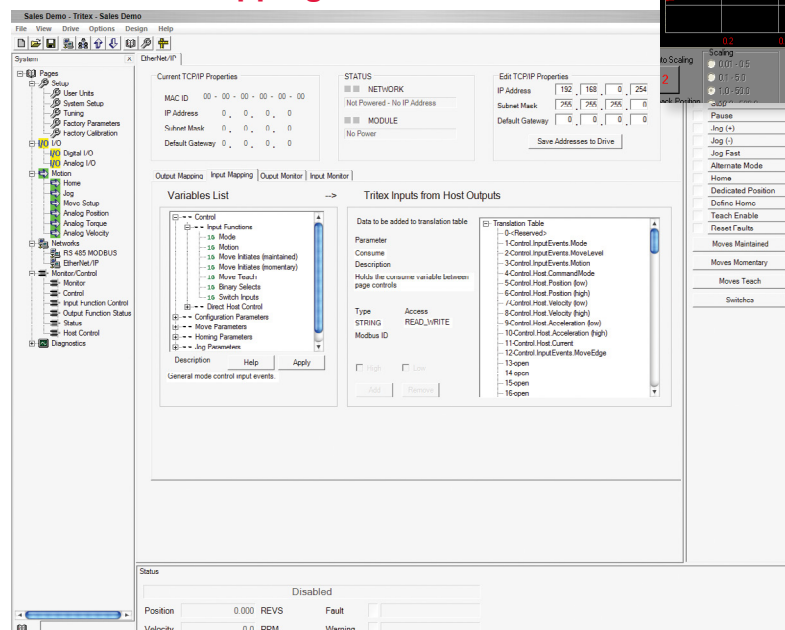 Sales Demo - Tritex - Sales Demo
File View Drive Options Design Help
System
Pages
Setup
User Units
System Setup
Tuning
Factory Parameters
Factory Calibration
I/O I/O
I/O Digital I/O
I/O Analog I/O
Motion
Home
Jog
Move Setup
Analog Position
Analog Torque
Analog Velocity
Networks
RS 485 MODBUS
EtherNet/IP
Monitor/Control
Monitor
Control
Input Function Control
Output Function Status
Status
Host Control
Diagnostics
EtherNet/IP
Current TCP/IP Properties
MAC ID 00 - 00 - 00 - 00 - 00 - 00
IP Address 0 . 0 . 0 . 0
Subnet Mask 0 . 0 . 0 . 0
Default Gateway 0 . 0 . 0 . 0
STATUS
NETWORK
Not Powered - No IP Address
MODULE
No Power
Edit TCP/IP Properties
IP Address 192 . 168 . 0 . 254
Subnet Mask 255 . 255 . 255 . 0
Default Gateway 0 . 0 . 0 . 0
Save Addresses to Drive
Output Mapping Input Mapping Ouput Monitor Input Monitor
Variables List --> Tritex Inputs from Host Outputs
Control
Input Functions
16 Mode
16 Motion
16 Move Initiates (maintained)
16 Move Initiates (momentary)
16 Move Teach
16 Binary Selects
16 Switch Inputs
Direct Host Control
Configuration Parameters
Move Parameters
Homing Parameters
Jog Parameters
Description Help Apply
General mode control input events.
Data to be added to translation table
Parameter
Consume
Description
Holds the consume variable between
page controls
Type Access
STRING READ_WRITE
Modbus ID
High Low
Add Remove
Translation Table
0-<Reserved>
1-Control.InputEvents.Mode
2-Control.InputEvents.MoveLevel
3-Control.InputEvents.Motion
4-Control.Host.CommandMode
5-Control.Host.Position (low)
6-Control.Host.Position (high)
7-Control.Host.Velocity (low)
8-Control.Host.Velocity (high)
9-Control.Host.Acceleration (low)
10-Control.Host.Acceleration (high)
11-Control.Host.Current
12-Control.InputEvents.MoveEdge
13-open
14-open
15-open
16-open
Status
Disabled
Position 0.000 REVS Fault
Velocity 0.0 RPM Warning
0.2
Scaling
0.01 - 0.5
0.1 - 5.0
1.0 - 50.0
2
Pause
Jog (+)
Jog (-)
Jog Fast
Alternate Mode
Home
Dedicated Position
Define Home
Teach Enable
Reset Faults
Moves Maintained
Moves Momentary
Moves Teach
Switches